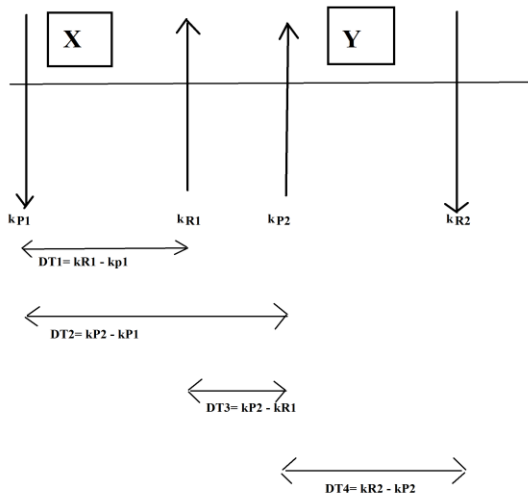 X Y
kP1 kR1 kP2 kR2
DT1= kR1 - kp1
DT2= kP2 - kP1
DT3= kP2 - kR1
DT4= kR2 - kP2